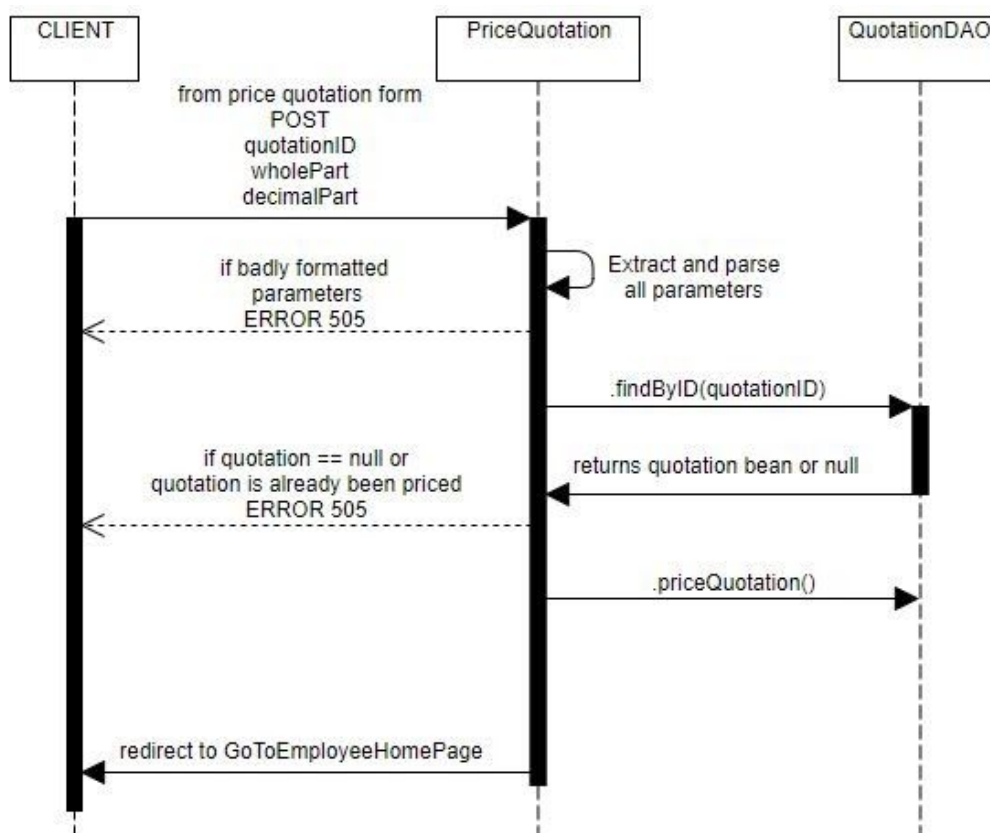 CLIENT
PriceQuotation
QuotationDAO
from price quotation form
POST
quotationID
wholePart
decimalPart
Extract and parse
all parameters
if badly formatted
parameters
ERROR 505
.findByID(quotationID)
returns quotation bean or null
if quotation == null or
quotation is already been priced
ERROR 505
.priceQuotation()
redirect to GoToEmployeeHomePage